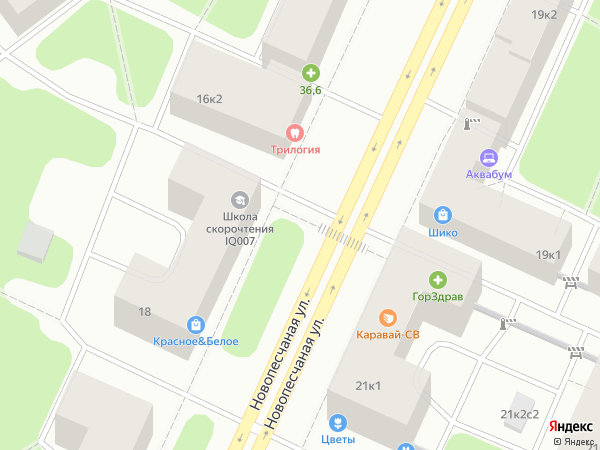 19к2
36,6
16к2
Трилогия
Аквабум
Школа
скорочтения
IQ007
Шико
19к1
ГорЗдрав
18
Красное&Белое
Каравай-СВ
Новопесчаная ул.
Новопесчаная ул.
21к1
21к2с2
Цветы
Яндекс
© Яндекс
21